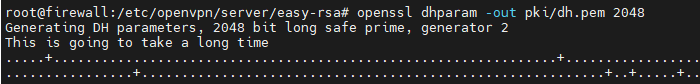 root@firewall:/etc/openvpn/server/easy-rsa# openssl dhparam -out pki/dh.pem 2048
Generating DH parameters, 2048 bit long safe prime, generator 2
This is going to take a long time
.....+.................................................................+.................
................+...........................................................+..+.....+...